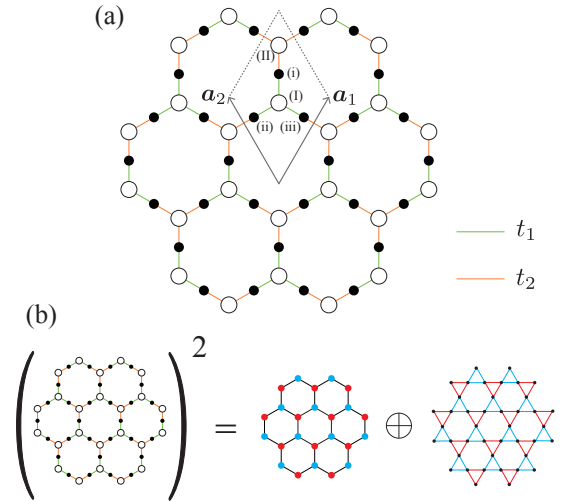 (a)
(II)
(i)
a₂
(I)
a₁
(ii) (iii)
t₁
t₂
(b)
( )² = ⊕